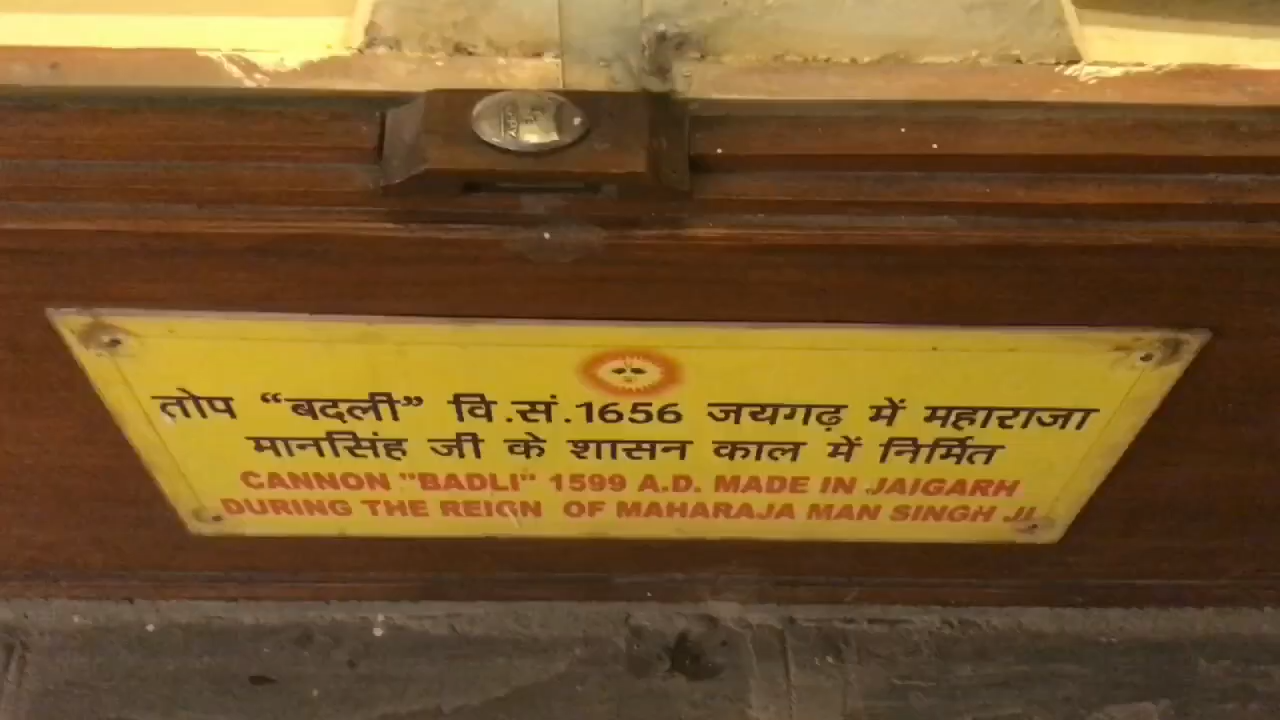 तोप “बदली” वि.सं.1656 जयगढ़ में महाराजा
मानसिंह जी के शासन काल में निर्मित
CANNON "BADLI" 1599 A.D. MADE IN JAIGARH
DURING THE REIGN OF MAHARAJA MAN SINGH JI